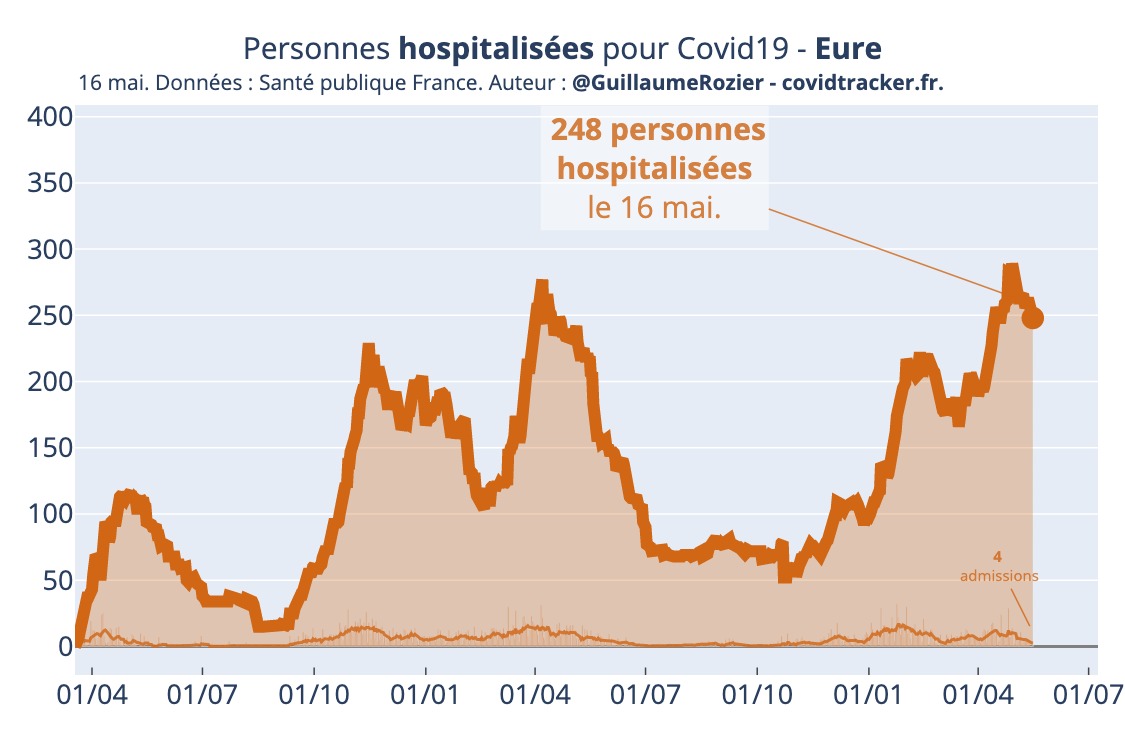 Personnes hospitalisées pour Covid19 - Eure
16 mai. Données : Santé publique France. Auteur : @GuillaumeRozier - covidtracker.fr.
400
248 personnes
hospitalisées
le 16 mai.
350
300
250
200
150
100
4
admissions
50
0
01/04 01/07 01/10 01/01 01/04 01/07 01/10 01/01 01/04 01/07